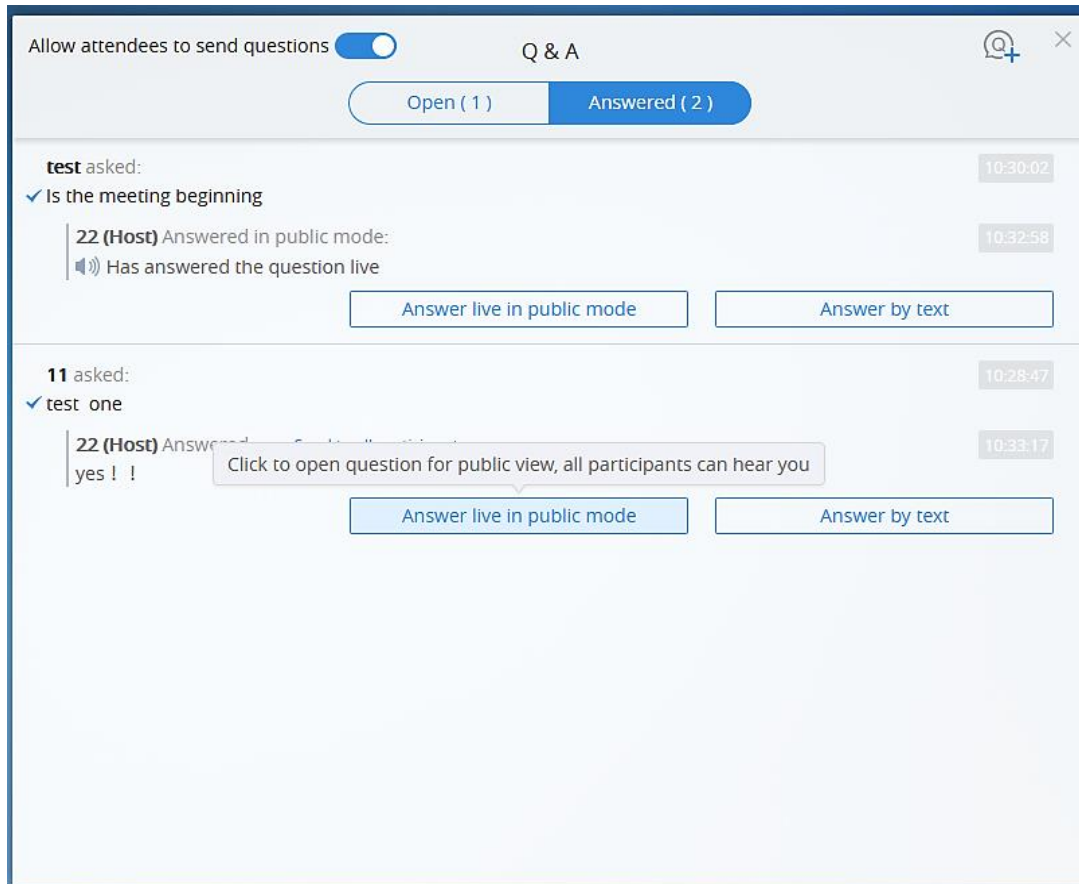 Allow attendees to send questions
Q & A
Open ( 1 )
Answered ( 2 )
test asked:
10:30:02
Is the meeting beginning
22 (Host) Answered in public mode:
10:32:58
Has answered the question live
Answer live in public mode
Answer by text
11 asked:
10:28:47
test one
22 (Host)
10:33:17
yes！！
Click to open question for public view, all participants can hear you
Answer live in public mode
Answer by text